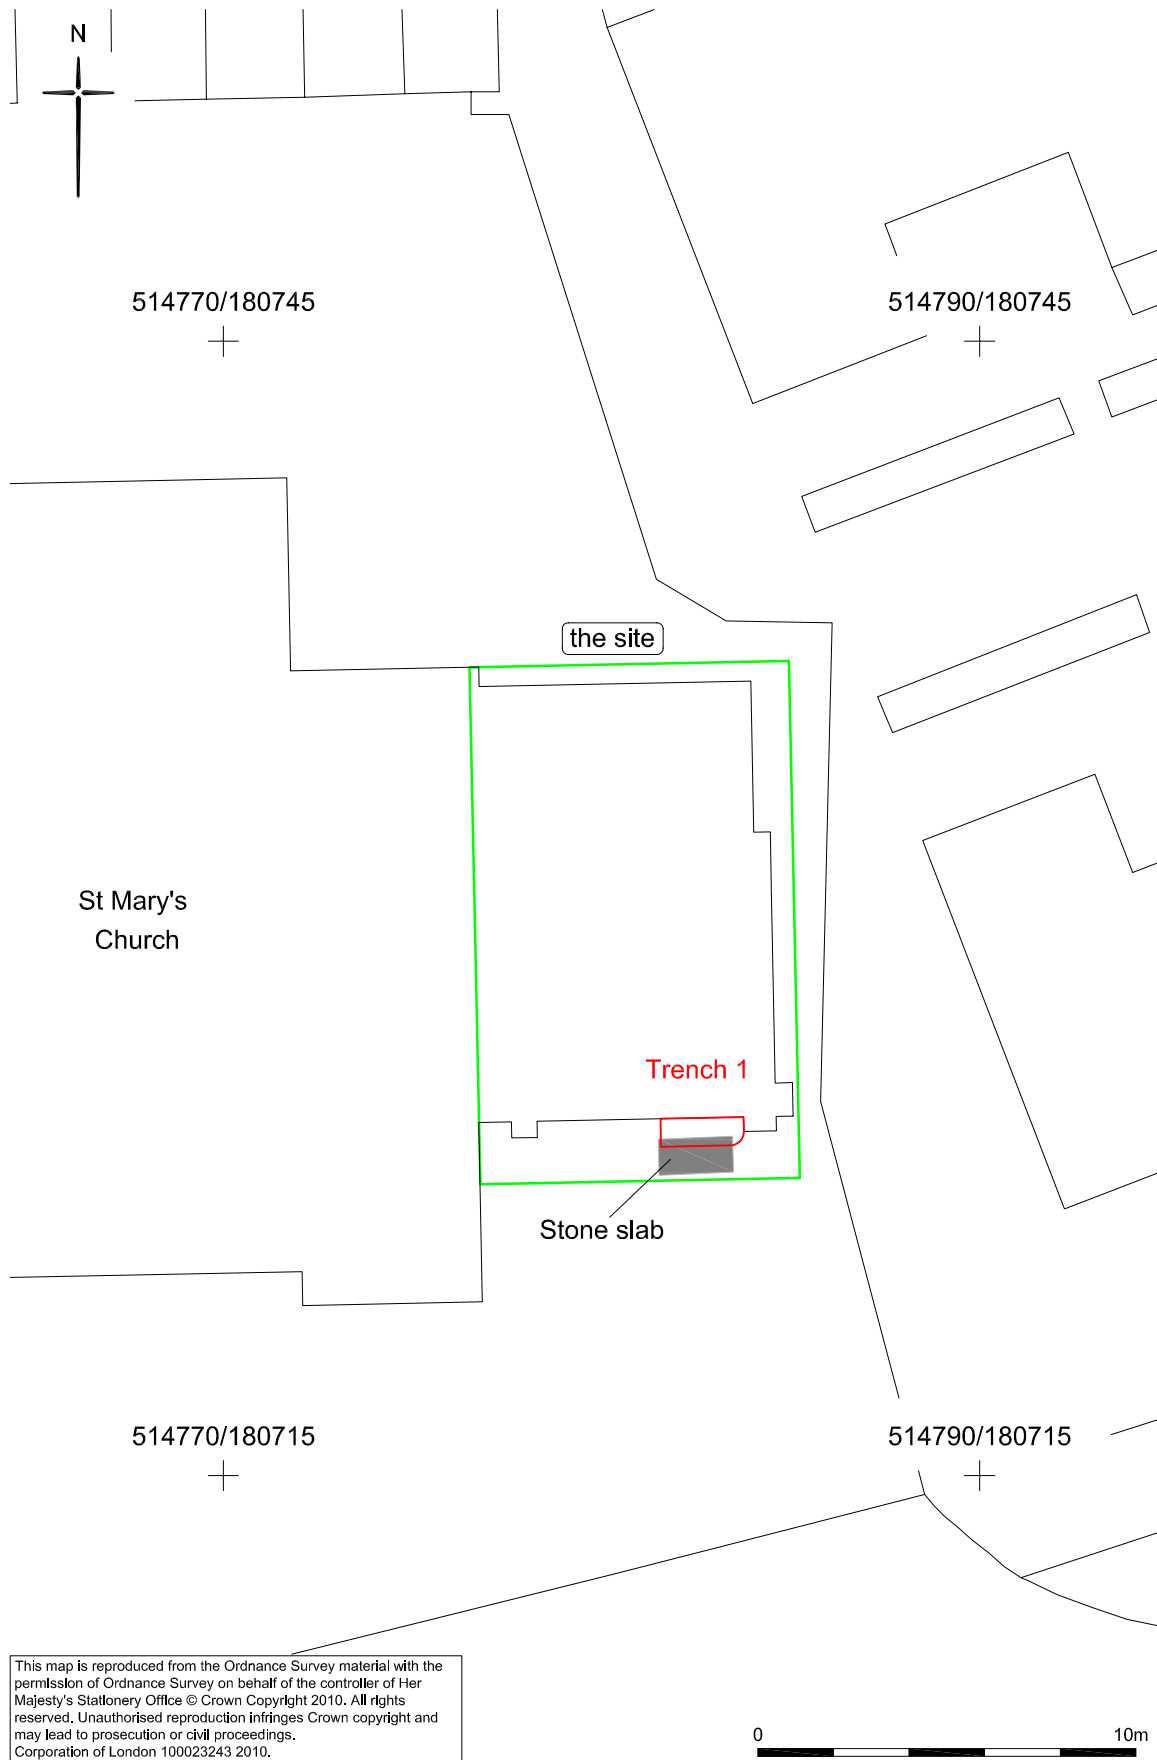 N
514770/180745
514790/180745
the site
St Mary's
Church
Trench 1
Stone slab
514770/180715
514790/180715
This map is reproduced from the Ordnance Survey material with the
permission of Ordnance Survey on behalf of the controller of Her
Majesty's Stationery Office © Crown Copyright 2010. All rights
reserved. Unauthorised reproduction infringes Crown copyright and
may lead to prosecution or civil proceedings.
Corporation of London 100023243 2010.
0
10m